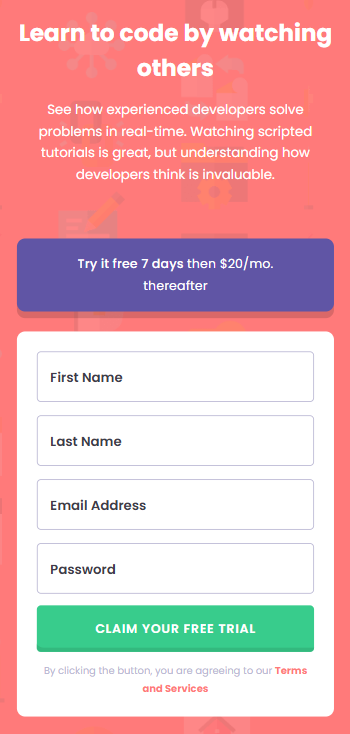 Learn to code by watching
others
See how experienced developers solve
problems in real-time. Watching scripted
tutorials is great, but understanding how
developers think is invaluable.
Try it free 7 days then $20/mo.
thereafter
First Name
Last Name
Email Address
Password
CLAIM YOUR FREE TRIAL
By clicking the button, you are agreeing to our Terms
and Services